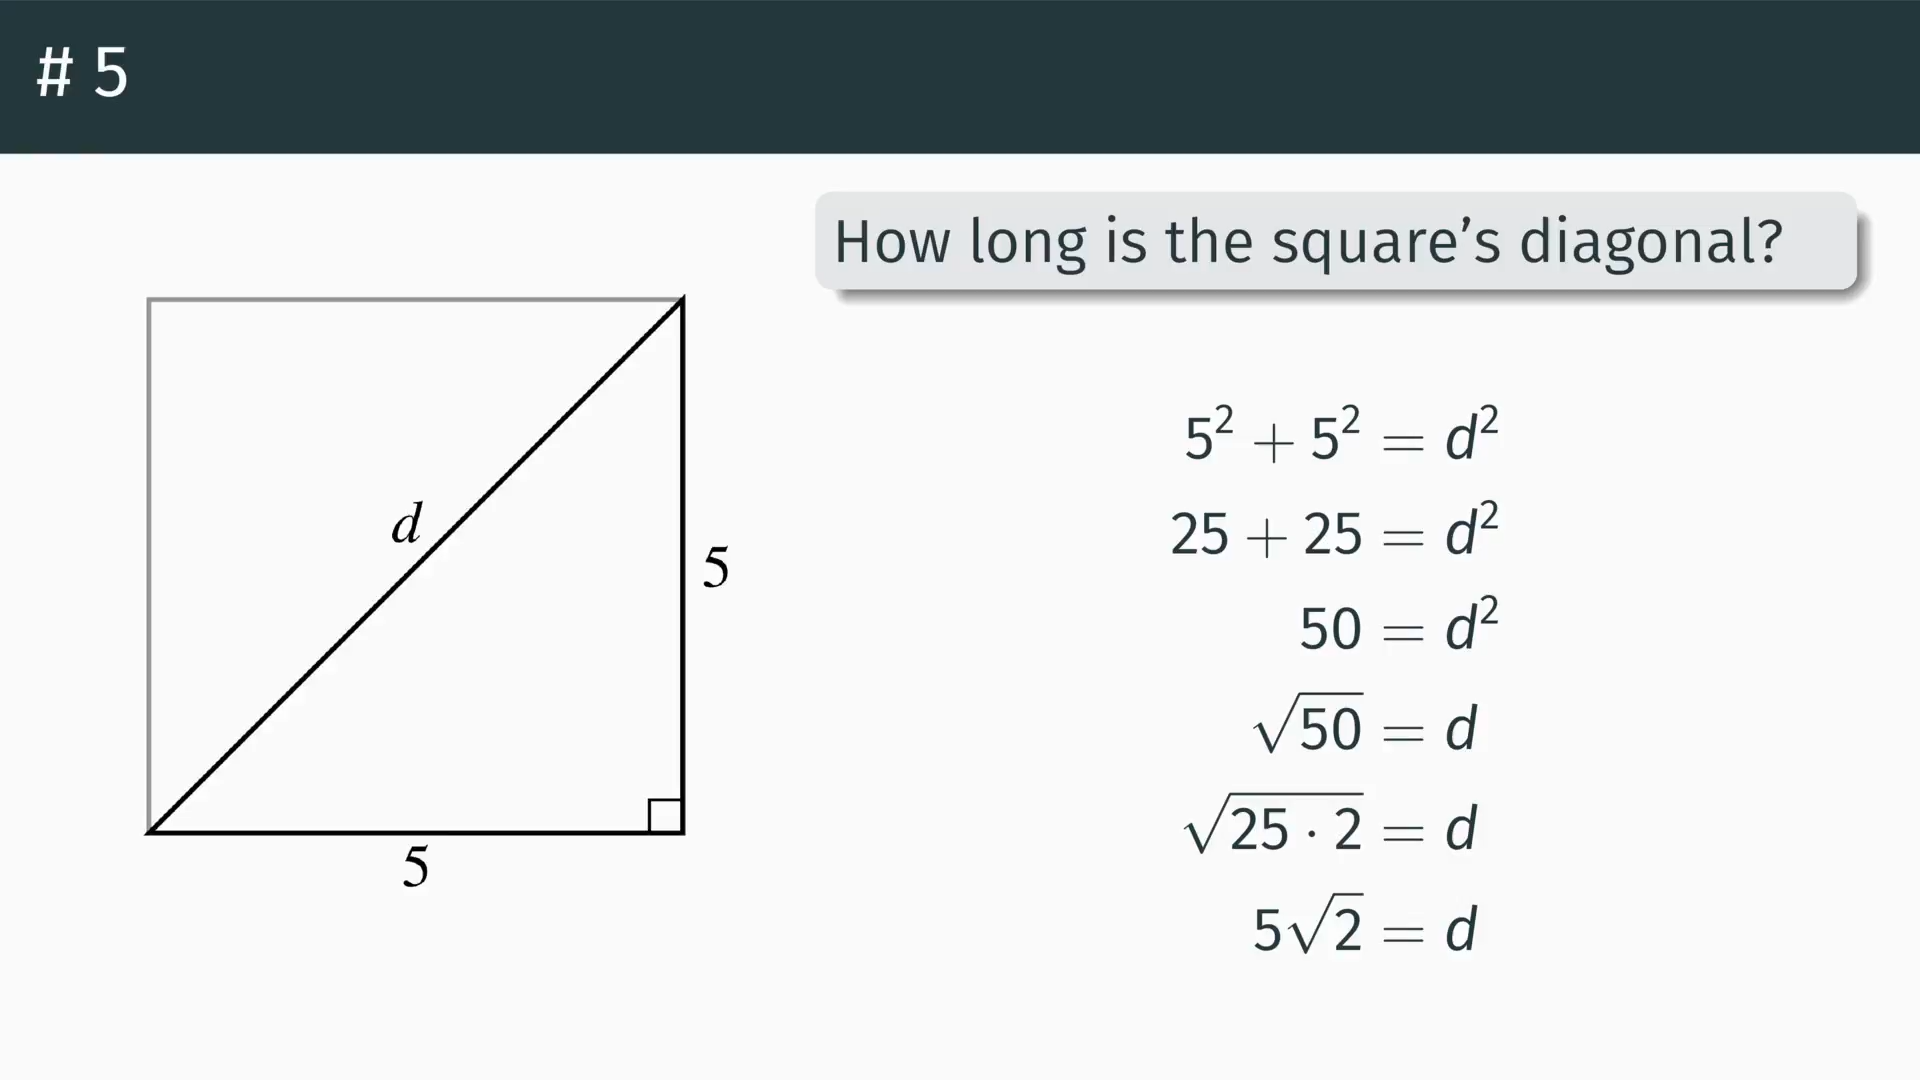 # 5
How long is the square’s diagonal?
d
5
5
5² + 5² = d²
25 + 25 = d²
50 = d²
√50 = d
√25 · 2 = d
5√2 = d